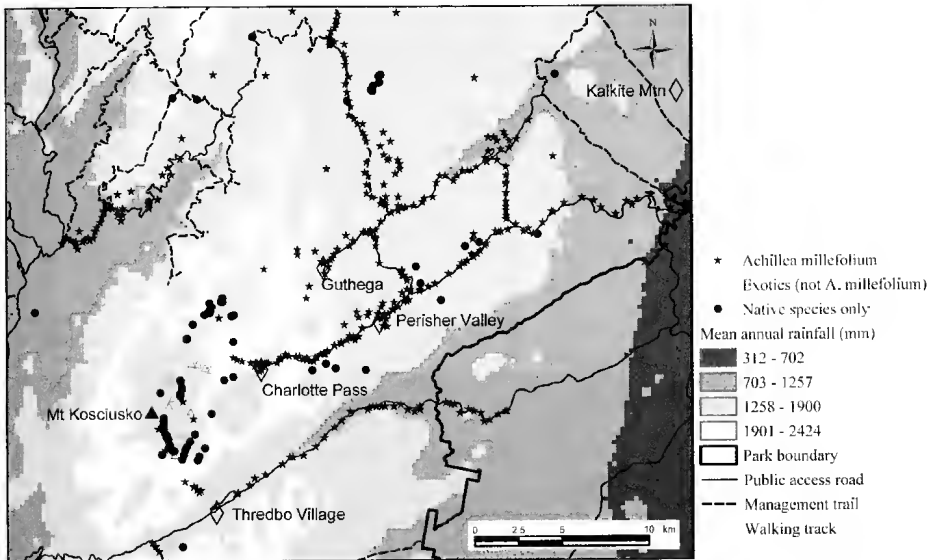 N
Kalkite Mtn
Guthega
Perisher Valley
Charlotte Pass
Mt Kosciusko
Thredbo Village
0 2.5 5 10 km
Achillea millefolium
Exotics (not A. millefolium)
Native species only
Mean annual rainfall (mm)
312 - 702
703 - 1257
1258 - 1900
1901 - 2424
Park boundary
Public access road
Management trail
Walking track